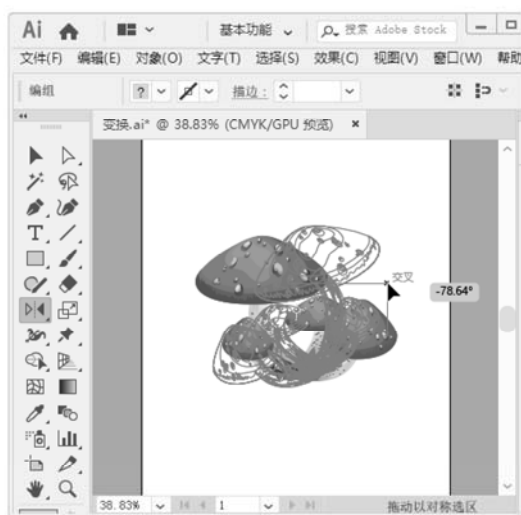 Ai 基本功能 搜索 Adobe Stock
文件(F) 编辑(E) 对象(O) 文字(T) 选择(S) 效果(C) 视图(V) 窗口(W) 帮助
编组 ? 描边:
变换.ai* @ 38.83% (CMYK/GPU 预览) ×
交叉
-78.64°
38.83% 1 拖动以对称选区